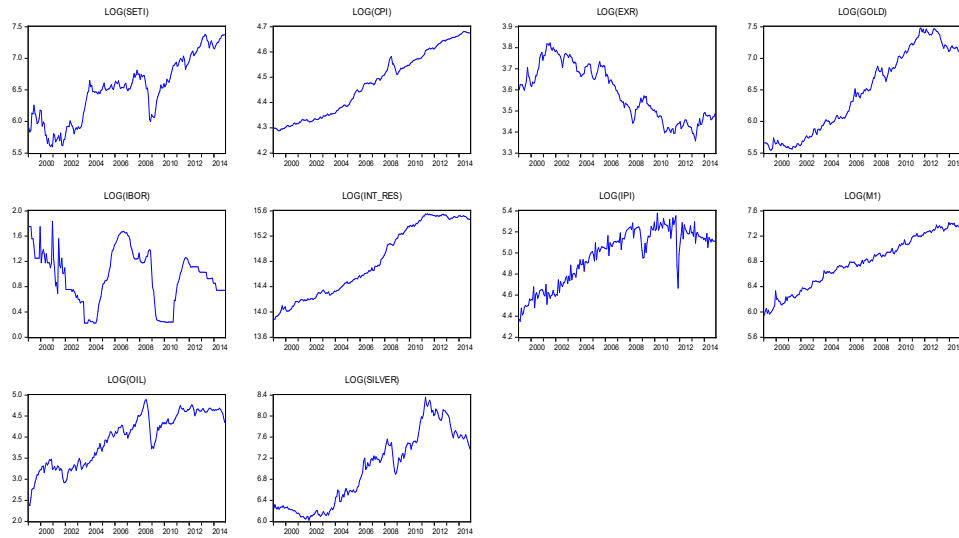 LOG(SETI) LOG(CPI) LOG(EXR) LOG(GOLD)
7.5 4.7 3.9 7.5
7.0 4.6 3.8 7.0
3.7
6.5 4.5 6.5
3.6
6.0 4.4 3.5 6.0
5.5 4.3 3.4 5.5
4.2 3.3
2000 2002 2004 2006 2008 2010 2012 2014 2000 2002 2004 2006 2008 2010 2012 2014 2000 2002 2004 2006 2008 2010 2012 2014 2000 2002 2004 2006 2008 2010 2012 2014
LOG(IBOR) LOG(INT_RES) LOG(IPI) LOG(M1)
2.0 15.6 5.4 7.6
1.6 15.2 5.2 7.2
1.2 14.8 5.0 6.8
0.8 14.4 4.8 6.4
0.4 14.0 4.6 6.0
0.0 13.6 4.4 5.6
4.2
2000 2002 2004 2006 2008 2010 2012 2014 2000 2002 2004 2006 2008 2010 2012 2014 2000 2002 2004 2006 2008 2010 2012 2014 2000 2002 2004 2006 2008 2010 2012 2014
LOG(OIL) LOG(SILVER)
5.0 8.4
4.5 8.0
4.0 7.6
3.5 7.2
3.0 6.8
2.5 6.4
2.0 6.0
2000 2002 2004 2006 2008 2010 2012 2014 2000 2002 2004 2006 2008 2010 2012 2014